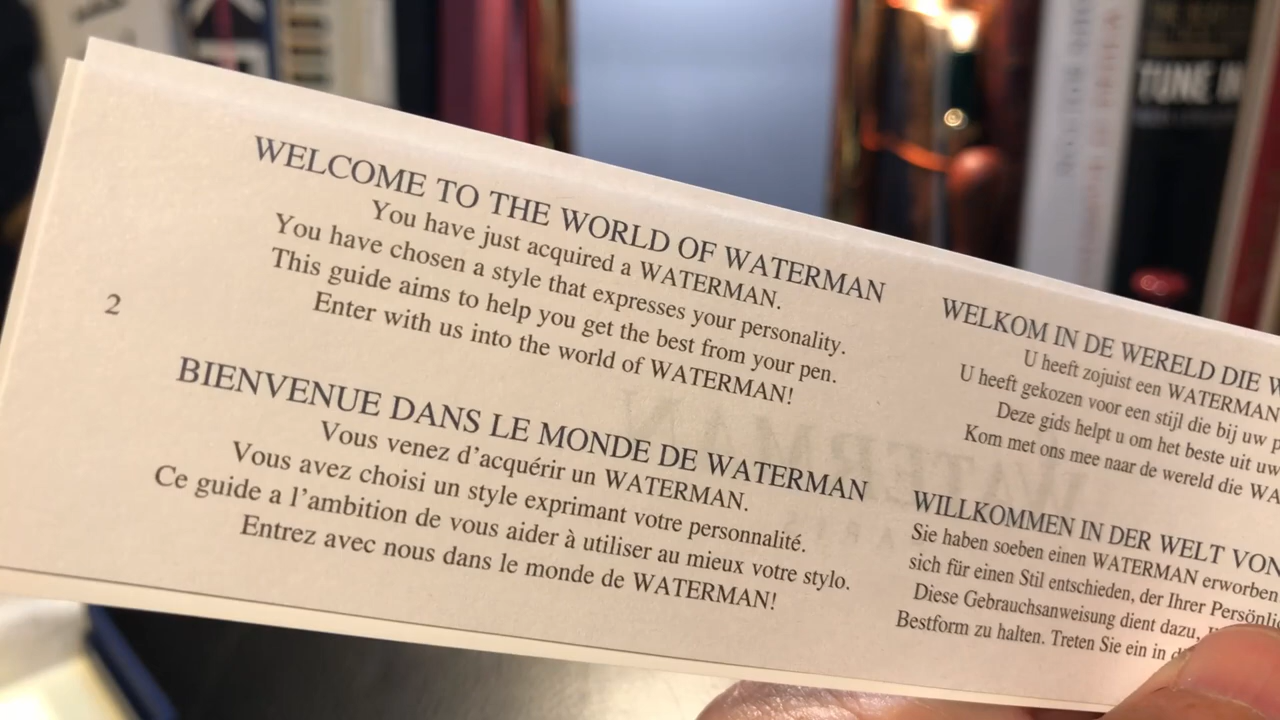 WELCOME TO THE WORLD OF WATERMAN
You have just acquired a WATERMAN.
You have chosen a style that expresses your personality.
This guide aims to help you get the best from your pen.
Enter with us into the world of WATERMAN!
2
BIENVENUE DANS LE MONDE DE WATERMAN
Vous venez d'acquérir un WATERMAN.
Vous avez choisi un style exprimant votre personnalité.
Ce guide a l'ambition de vous aider à utiliser au mieux votre stylo.
Entrez avec nous dans le monde de WATERMAN!
WELKOM IN DE WERELD DIE W
U heeft zojuist een WATERMAN
U heeft gekozen voor een stijl die bij uw p
Deze gids helpt u om het beste uit uw
Kom met ons mee naar de wereld die WA
WILLKOMMEN IN DER WELT VON
Sie haben soeben einen WATERMAN erworben
sich für einen Stil entschieden, der Ihrer Persönlic
Diese Gebrauchsanweisung dient dazu,
Bestform zu halten. Treten Sie ein in d
TUNE IN